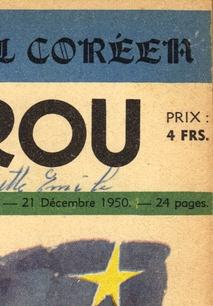 L CORÉEN
ROU
PRIX :
4 FRS.
— 21 Décembre 1950. — 24 pages.